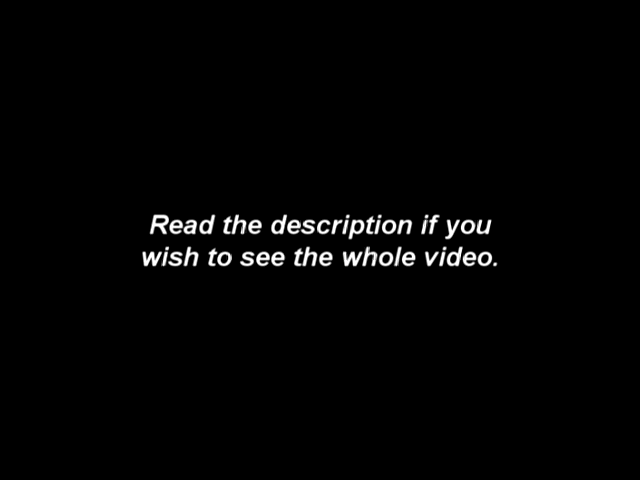 Read the description if you
wish to see the whole video.